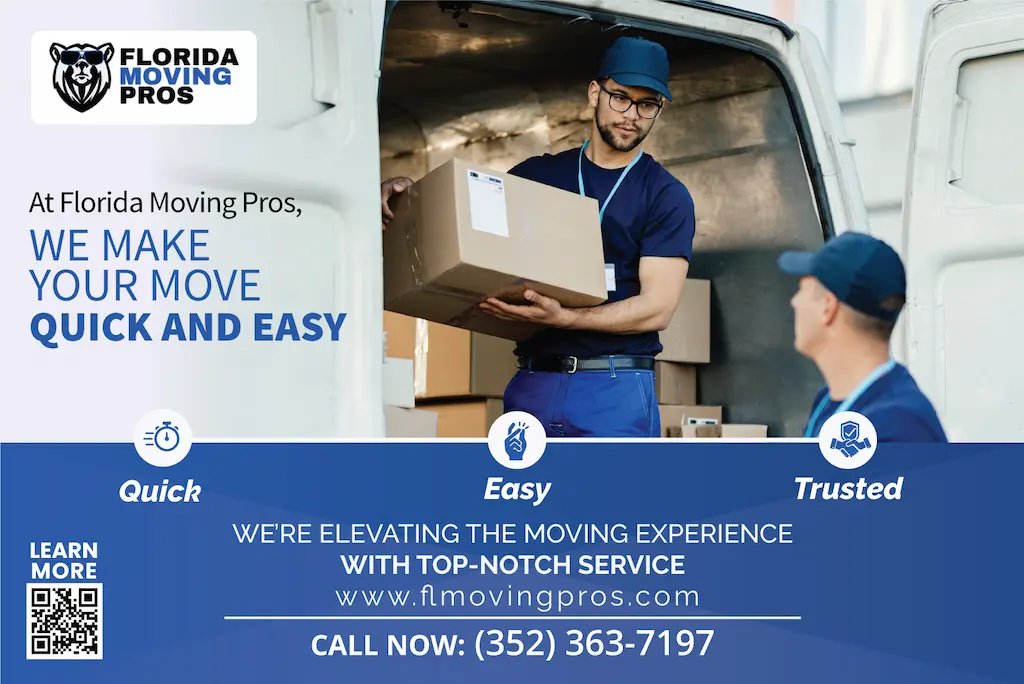 FLORIDA
MOVING
PROS
At Florida Moving Pros,
WE MAKE
YOUR MOVE
QUICK AND EASY
Quick
Easy
Trusted
WE'RE ELEVATING THE MOVING EXPERIENCE
WITH TOP-NOTCH SERVICE
www.flmovingpros.com
LEARN
MORE
CALL NOW: (352) 363-7197